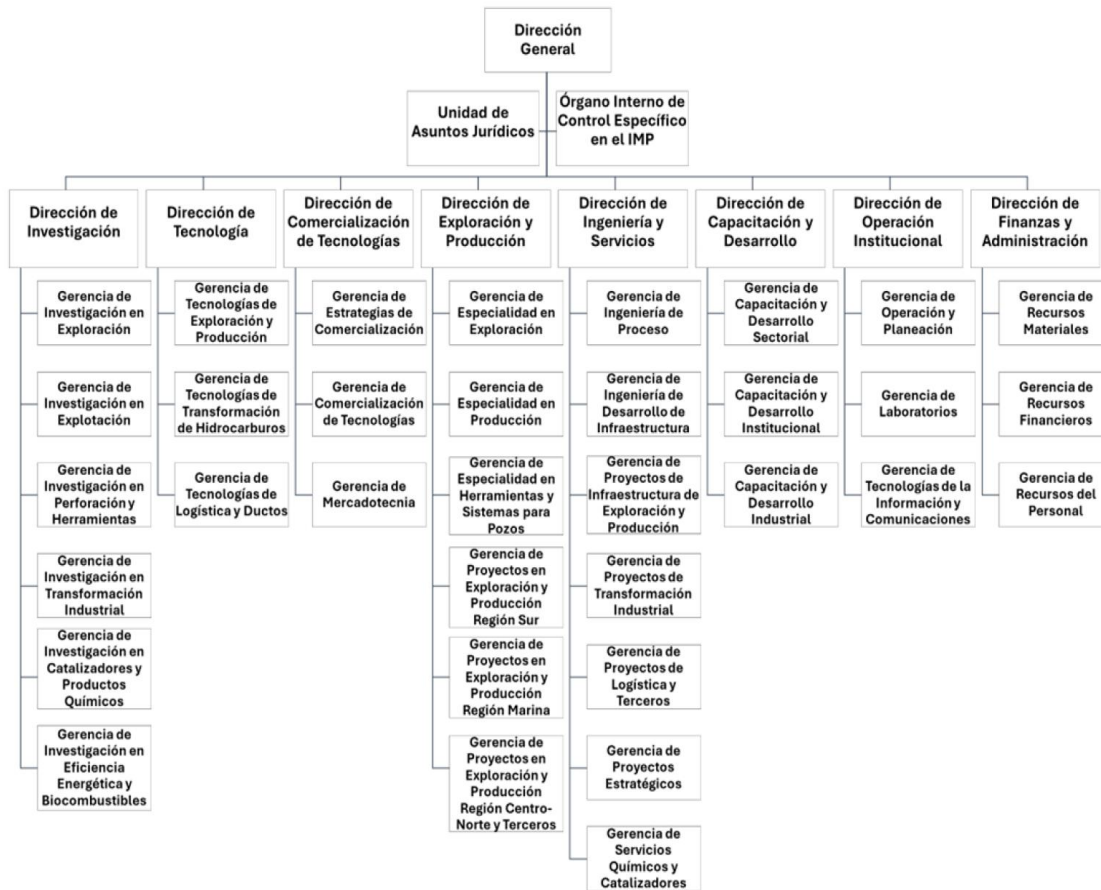 Dirección
General
Unidad de
Asuntos Jurídicos
Órgano Interno de
Control Específico
en el IMP
Dirección de
Investigación
Dirección de
Tecnología
Dirección de
Comercialización
de Tecnologías
Dirección de
Exploración y
Producción
Dirección de
Ingeniería y
Servicios
Dirección de
Capacitación y
Desarrollo
Dirección de
Operación
Institucional
Dirección de
Finanzas y
Administración
Gerencia de
Investigación en
Exploración
Gerencia de
Tecnologías de
Exploración y
Producción
Gerencia de
Estrategias de
Comercialización
Gerencia de
Especialidad en
Exploración
Gerencia de
Ingeniería de
Proceso
Gerencia de
Capacitación y
Desarrollo
Sectorial
Gerencia de
Operación y
Planeación
Gerencia de
Recursos
Materiales
Gerencia de
Investigación en
Explotación
Gerencia de
Tecnologías de
Transformación
de Hidrocarburos
Gerencia de
Comercialización
de Tecnologías
Gerencia de
Especialidad en
Producción
Gerencia de
Ingeniería de
Desarrollo de
Infraestructura
Gerencia de
Capacitación y
Desarrollo
Institucional
Gerencia de
Laboratorios
Gerencia de
Recursos
Financieros
Gerencia de
Investigación en
Perforación y
Herramientas
Gerencia de
Tecnologías de
Logística y Ductos
Gerencia de
Mercadotecnia
Gerencia de
Especialidad en
Herramientas y
Sistemas para
Pozos
Gerencia de
Proyectos de
Infraestructura de
Exploración y
Producción
Gerencia de
Capacitación y
Desarrollo
Industrial
Gerencia de
Tecnologías de la
Información y
Comunicaciones
Gerencia de
Recursos del
Personal
Gerencia de
Investigación en
Transformación
Industrial
Gerencia de
Proyectos en
Exploración y
Producción
Región Sur
Gerencia de
Proyectos de
Transformación
Industrial
Gerencia de
Investigación en
Catalizadores y
Productos
Químicos
Gerencia de
Proyectos en
Exploración y
Producción
Región Marina
Gerencia de
Proyectos de
Logística y
Terceros
Gerencia de
Investigación en
Eficiencia
Energética y
Biocombustibles
Gerencia de
Proyectos en
Exploración y
Producción
Región Centro-
Norte y Terceros
Gerencia de
Proyectos
Estratégicos
Gerencia de
Servicios
Químicos y
Catalizadores